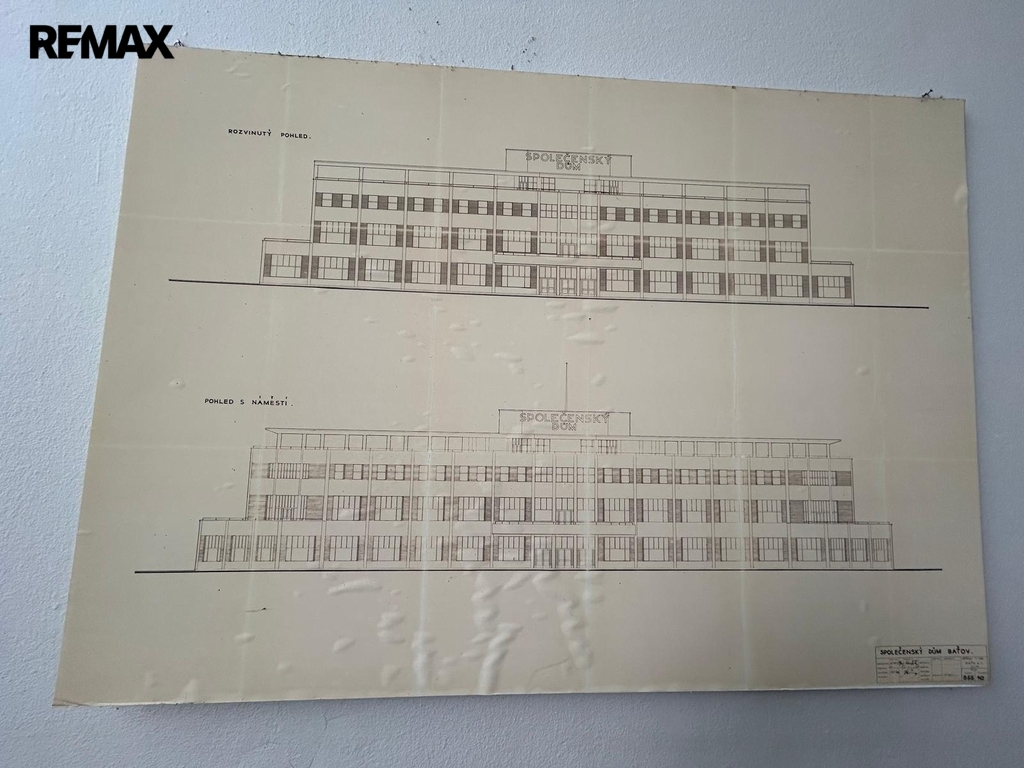 REMAX
ROZVINUTÝ POHLED.
SPOLEČENSKÝ
DŮM
POHLED S NÁMĚSTÍ.
SPOLEČENSKÝ
DŮM
SPOLEČENSKÝ DŮM BAŤOV.